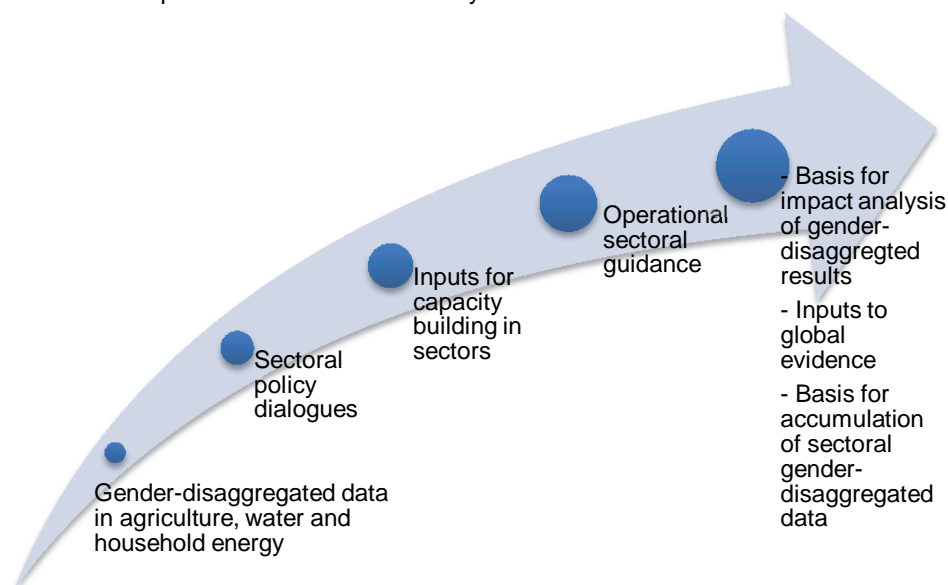 Gender-disaggregated data
in agriculture, water and
household energy
Sectoral
policy
dialogues
Inputs for
capacity
building in
sectors
Operational
sectoral
guidance
- Basis for
impact analysis
of gender-
disaggregted
results
- Inputs to
global
evidence
- Basis for
accumulation
of sectoral
gender-
disaggregated
data